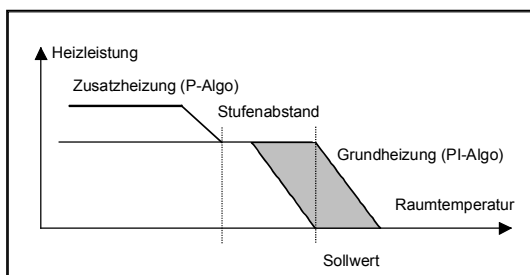 Heizleistung
Zusatzheizung (P-Algo)
Stufenabstand
Grundheizung (PI-Algo)
Raumtemperatur
Sollwert